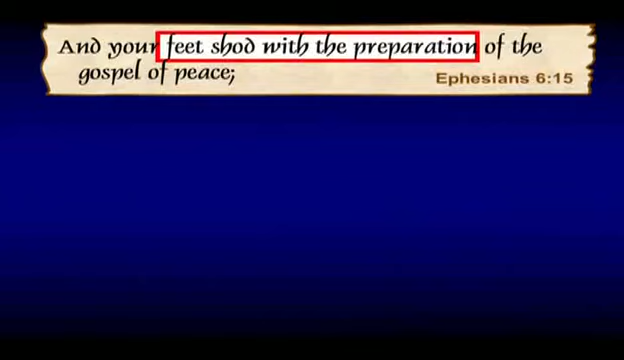 And your feet shod with the preparation of the
gospel of peace;
Ephesians 6:15